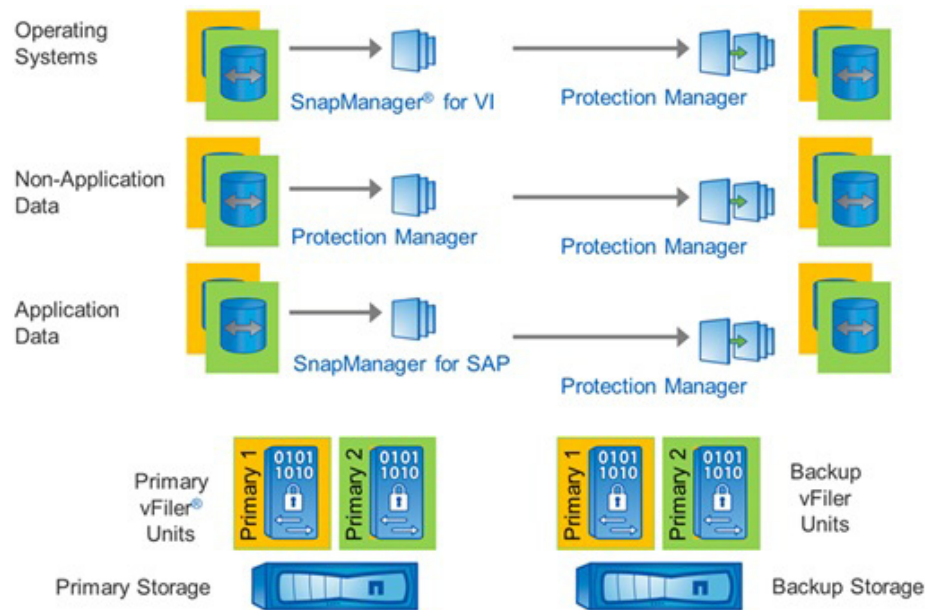 Operating
Systems
SnapManager® for VI
Protection Manager
Non-Application
Data
Protection Manager
Protection Manager
Application
Data
SnapManager for SAP
Protection Manager
Primary
vFiler®
Units
Primary 1
0101
1010
Primary 2
0101
1010
Primary 1
0101
1010
Primary 2
0101
1010
Backup
vFiler
Units
Primary Storage
Backup Storage